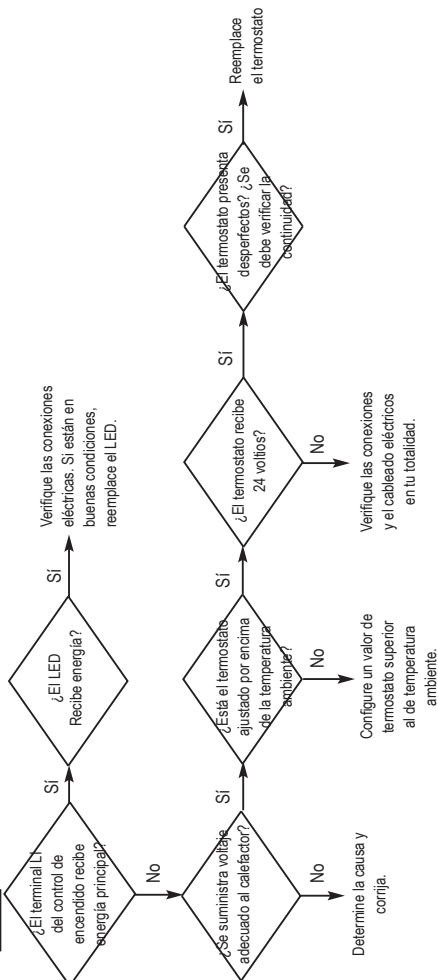 ¿El terminal L1
del control de
encendido recibe
energía principal?
Sí
¿El LED
Recibe energía?
Sí
Verifique las conexiones
eléctricas. Si están en
buenas condiciones,
reemplace el LED.
No
¿Se suministra voltaje
adecuado al calefactor?
No
Determine la causa y
corrija.
Sí
¿Está el termostato
ajustado por encima
de la temperatura
ambiente?
No
Configure un valor de
termostato superior
al de temperatura
ambiente.
Sí
¿El termostato recibe
24 voltios?
No
Verifique las conexiones
y el cableado eléctricos
en tu totalidad.
Sí
¿El termostato presenta
desperfectos? ¿Se
debe verificar la
continuidad?
Sí
Reemplace
el termostato